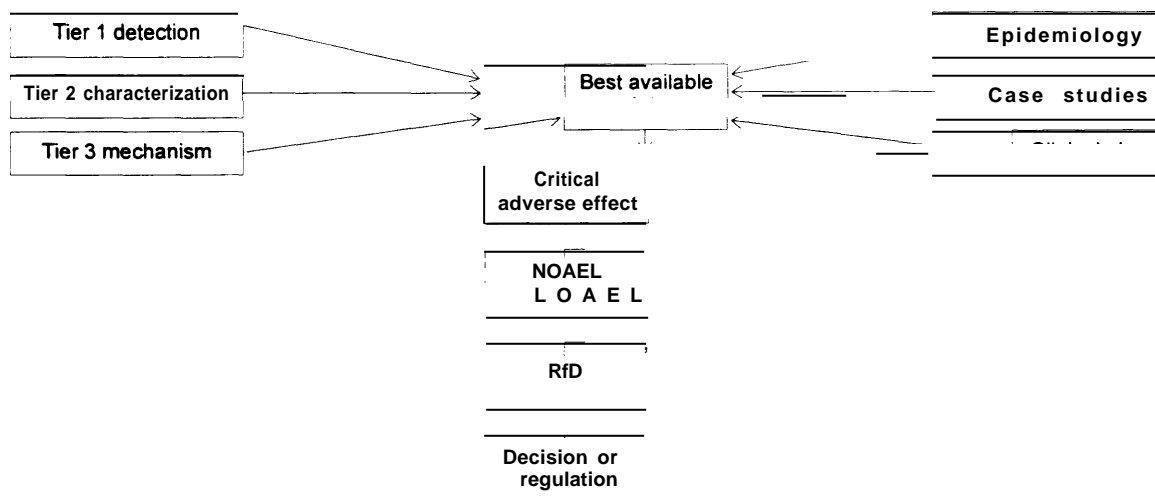 Tier 1 detection
Tier 2 characterization
Tier 3 mechanism
Best available
Epidemiology
Case studies
Critical
adverse effect
NOAEL
LOAEL
RfD
Decision or
regulation